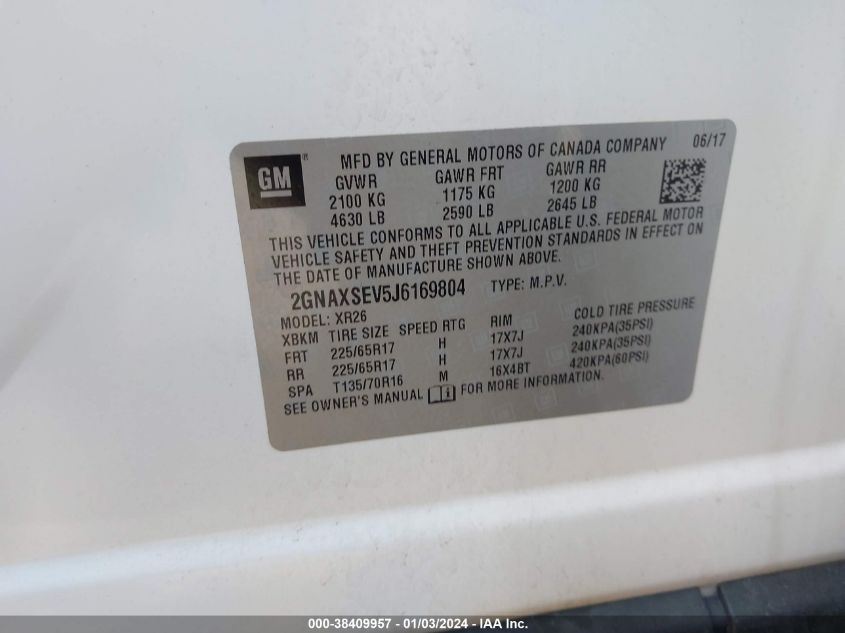 GM ® MFD BY GENERAL MOTORS OF CANADA COMPANY 06/17
GVWR GAWR FRT GAWR RR
2100 KG 1175 KG 1200 KG
4630 LB 2590 LB 2645 LB
THIS VEHICLE CONFORMS TO ALL APPLICABLE U.S. FEDERAL MOTOR
VEHICLE SAFETY AND THEFT PREVENTION STANDARDS IN EFFECT ON
THE DATE OF MANUFACTURE SHOWN ABOVE.
2GNAXSEV5J6169804 TYPE: M.P.V.
MODEL: XR26
XBKM TIRE SIZE SPEED RTG RIM COLD TIRE PRESSURE
FRT 225/65R17 H 17X7J 240KPA(35PSI)
RR 225/65R17 H 17X7J 240KPA(35PSI)
SPA T135/70R16 M 16X4BT 420KPA(60PSI)
SEE OWNER'S MANUAL FOR MORE INFORMATION.
000-38409957 - 01/03/2024 - IAA Inc.